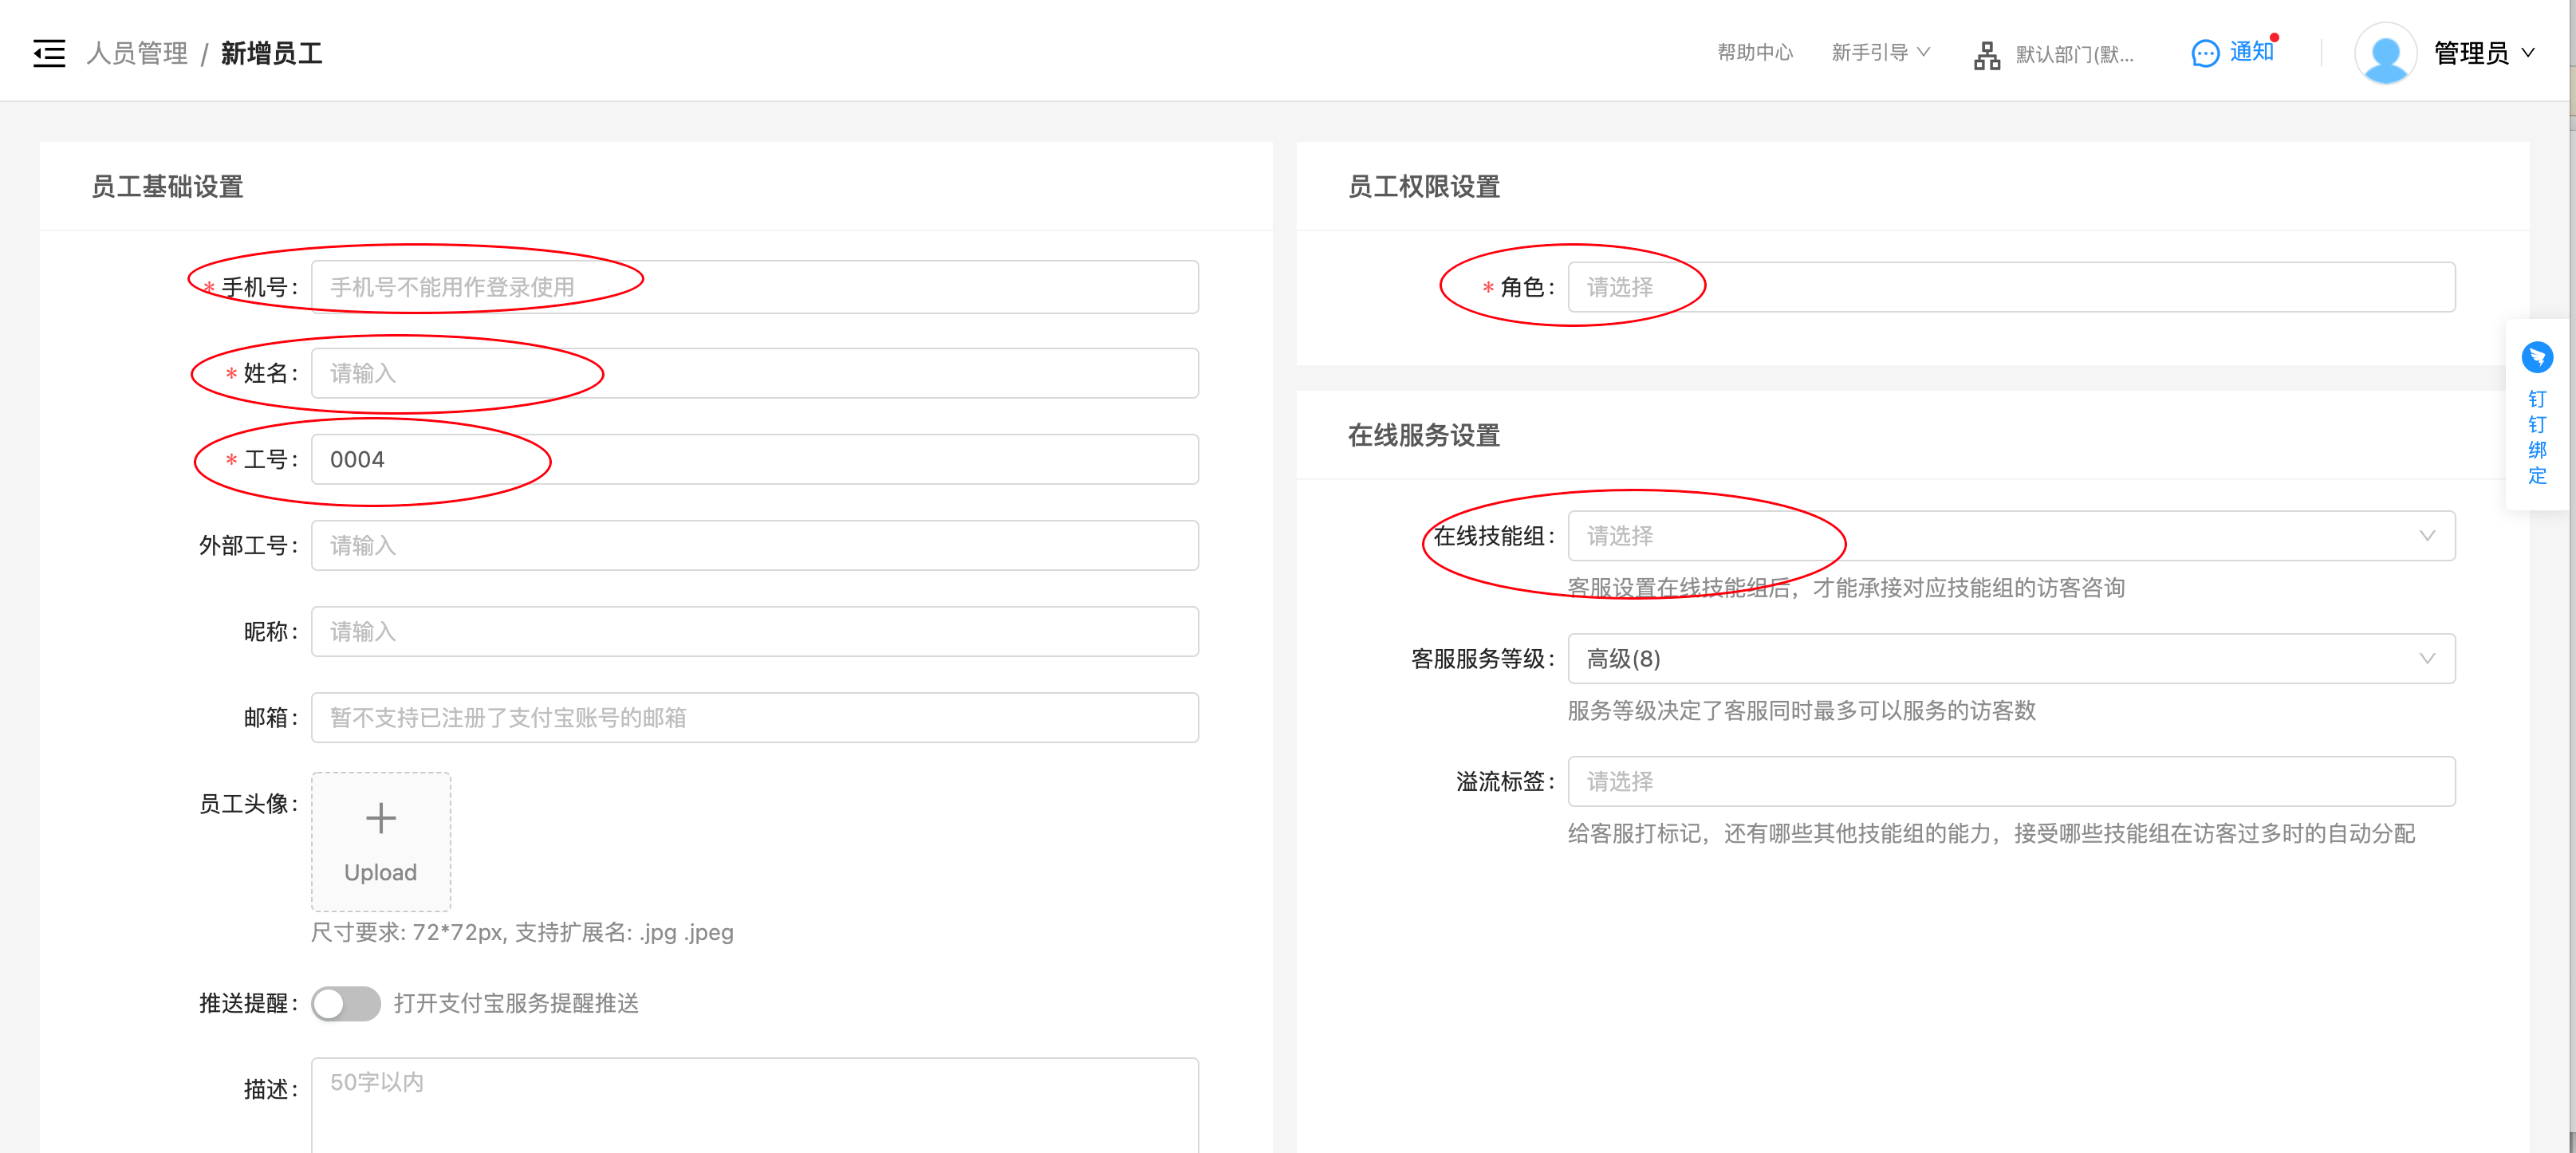 人员管理 / 新增员工
帮助中心
新手引导
默认部门(默...
通知
管理员
员工基础设置
* 手机号: 手机号不能用作登录使用
* 姓名: 请输入
* 工号: 0004
外部工号: 请输入
昵称: 请输入
邮箱: 暂不支持已注册了支付宝账号的邮箱
员工头像:
Upload
尺寸要求: 72*72px, 支持扩展名: .jpg .jpeg
推送提醒: 打开支付宝服务提醒推送
描述: 50字以内
员工权限设置
* 角色: 请选择
在线服务设置
在线技能组: 请选择
客服设置在线技能组后，才能承接对应技能组的访客咨询
客服服务等级: 高级(8)
服务等级决定了客服同时最多可以服务的访客数
溢流标签: 请选择
给客服打标记，还有哪些其他技能组的能力，接受哪些技能组在访客过多时的自动分配
钉
钉
绑
定